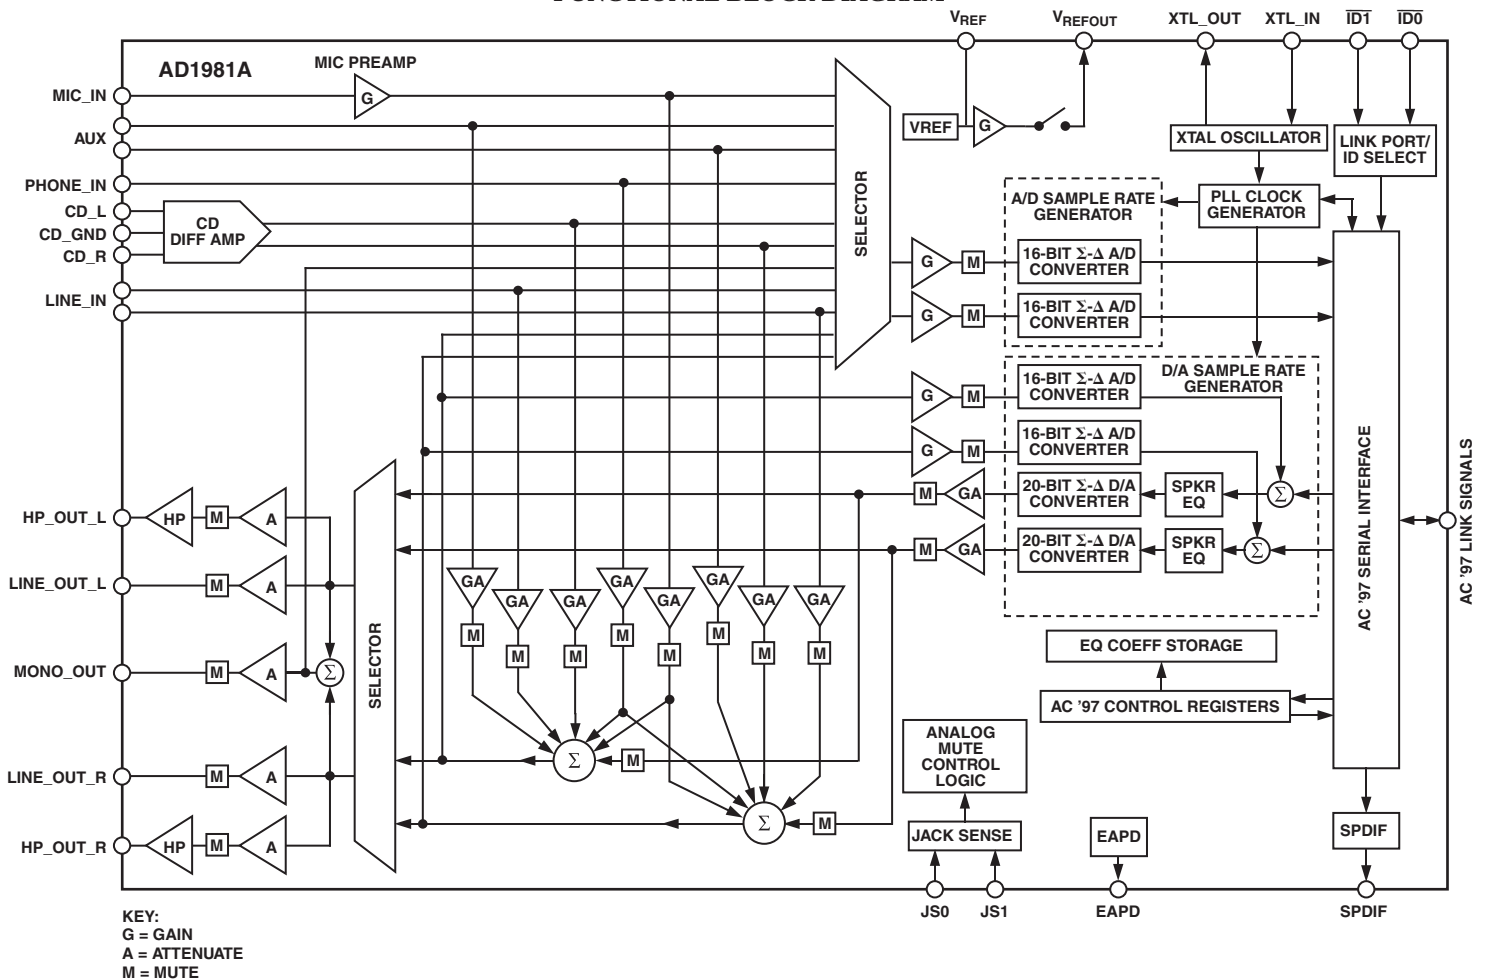 FUNCTIONAL BLOCK DIAGRAM
VREF
VREFOUT
XTL_OUT
XTL_IN
ID1
ID0
AD1981A
MIC PREAMP
MIC_IN
G
AUX
PHONE_IN
CD_L
CD_GND
CD_R
CD
DIFF AMP
LINE_IN
SELECTOR
VREF
G
XTAL OSCILLATOR
LINK PORT/
ID SELECT
PLL CLOCK
GENERATOR
A/D SAMPLE RATE
GENERATOR
G
M
16-BIT Σ-Δ A/D
CONVERTER
G
M
16-BIT Σ-Δ A/D
CONVERTER
D/A SAMPLE RATE
GENERATOR
G
M
16-BIT Σ-Δ A/D
CONVERTER
G
M
16-BIT Σ-Δ A/D
CONVERTER
M
GA
20-BIT Σ-Δ D/A
CONVERTER
SPKR
EQ
Σ
M
GA
20-BIT Σ-Δ D/A
CONVERTER
SPKR
EQ
Σ
AC '97 SERIAL INTERFACE
AC '97 LINK SIGNALS
HP_OUT_L
HP
M
A
LINE_OUT_L
M
A
MONO_OUT
M
A
Σ
LINE_OUT_R
M
A
HP_OUT_R
HP
M
A
SELECTOR
GA
GA
GA
GA
GA
GA
GA
GA
M
M
M
M
M
M
M
M
Σ
M
Σ
M
EQ COEFF STORAGE
AC '97 CONTROL REGISTERS
ANALOG
MUTE
CONTROL
LOGIC
JACK SENSE
EAPD
SPDIF
JS0
JS1
EAPD
SPDIF
KEY:
G = GAIN
A = ATTENUATE
M = MUTE